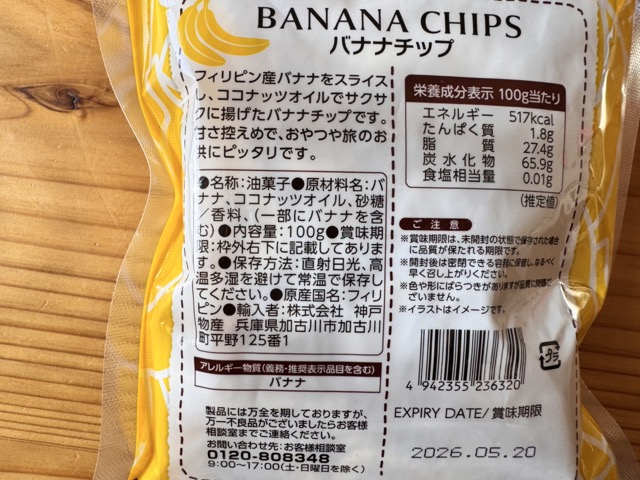 BANANA CHIPS
バナナチップ
フィリピン産バナナをスライス
し、ココナッツオイルでサクサ
クに揚げたバナナチップです。
甘さ控えめで、おやつや旅のお
供にピッタリです。
●名称:油菓子●原材料名:バ
ナナ、ココナッツオイル、砂糖
/香料、(一部にバナナを含
む)●内容量:100g●賞味期
限:枠外右下に記載してありま
す。●保存方法:直射日光、高
温多湿を避けて常温で保存し
てください。●原産国名:フィリ
ピン●輸入者:株式会社 神戸
物産 兵庫県加古川市加古川
町平野125番1
アレルギー物質(義務・推奨表示品目を含む)
バナナ
製品には万全を期しておりますが、
万一不良品がございましたらお客様
相談室までご連絡ください。
お問い合わせ先:お客様相談室
0120-808348
9:00〜17:00(土・日曜日を除く)
栄養成分表示 100g当たり
エネルギー 517kcal
たんぱく質 1.8g
脂質 27.4g
炭水化物 65.9g
食塩相当量 0.01g
(推定値)
ご注意
※賞味期限は、未開封の状態で保存された場合
に品質が保たれる期限です。
※開封後は密閉できる容器に保管し、なるべく
早く召し上がりください。
※色や形にばらつきがありますが品質に問題ご
ざいません。
※イラストはイメージです。
4 942355 236320
プラ
EXPIRY DATE/賞味期限
2026.05.20